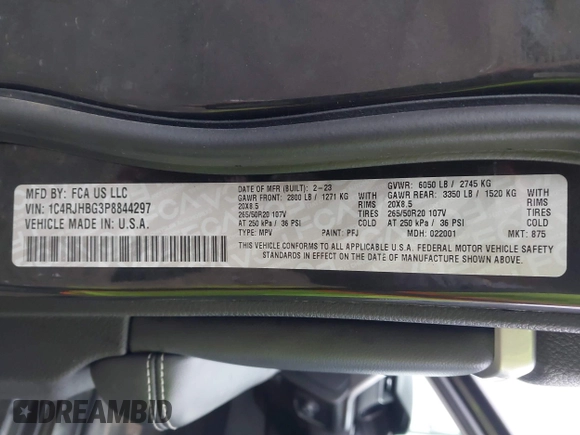 MFD BY: FCA US LLC
VIN: 1C4RJHBG3P8844297
VEHICLE MADE IN: U.S.A.
DATE OF MFR (BUILT): 2-23
GAWR FRONT: 2800 LB / 1271 KG
20X8.5 RIMS
265/50R20 107V
AT 250 kPa / 36 PSI COLD
TYPE: MPV PAINT: PFJ
GVWR: 6050 LB / 2745 KG
GAWR REAR: 3350 LB / 1520 KG WITH
20X8.5 RIMS
265/50R20 107V
AT 250 kPa / 36 PSI COLD
MDH: 022001 MKT: 875
THIS VEHICLE CONFORMS TO ALL APPLICABLE U.S.A. FEDERAL MOTOR VEHICLE SAFETY
STANDARDS IN EFFECT ON THE DATE OF MANUFACTURE SHOWN ABOVE.
DREAMBID